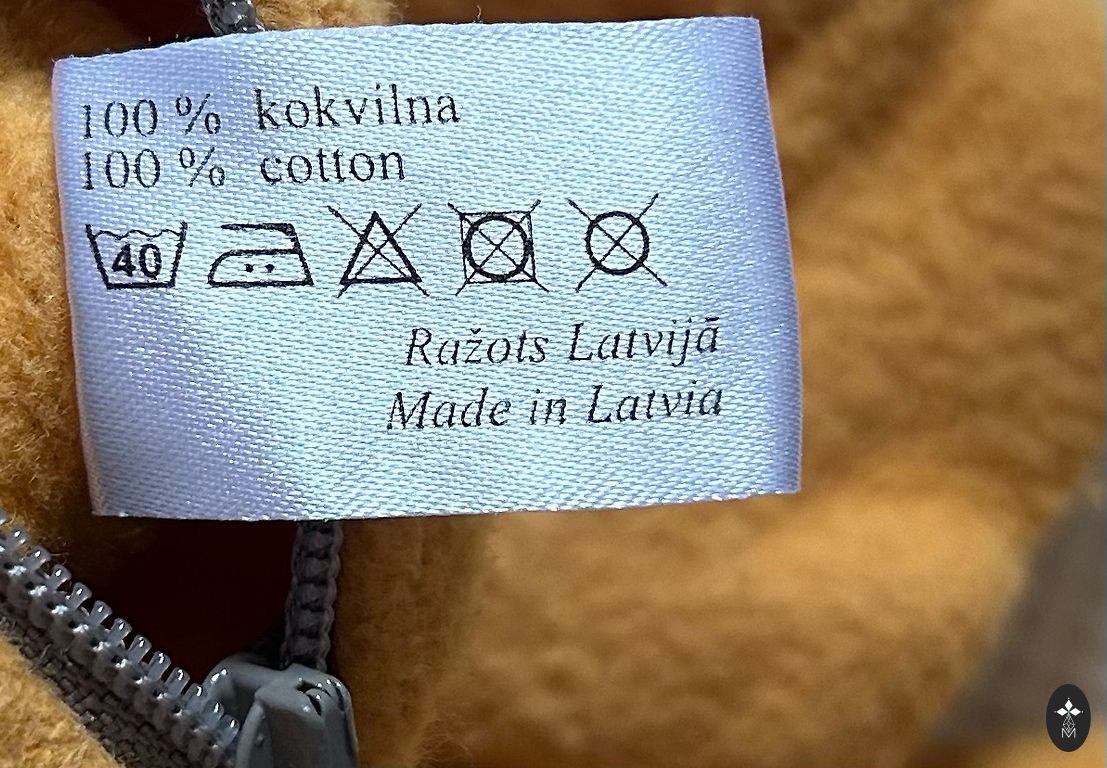 100 % kokvilna
100 % cotton
40
Ražots Latvijā
Made in Latvia
M